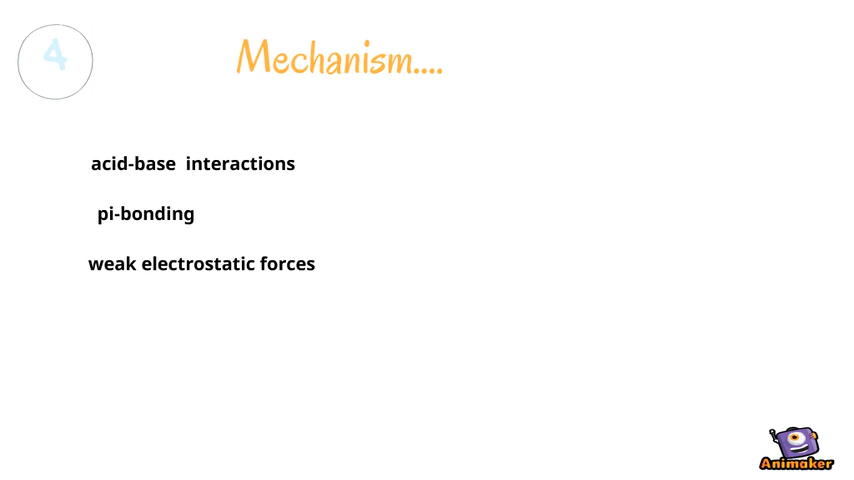 4
Mechanism....
acid-base interactions
pi-bonding
weak electrostatic forces
Animaker